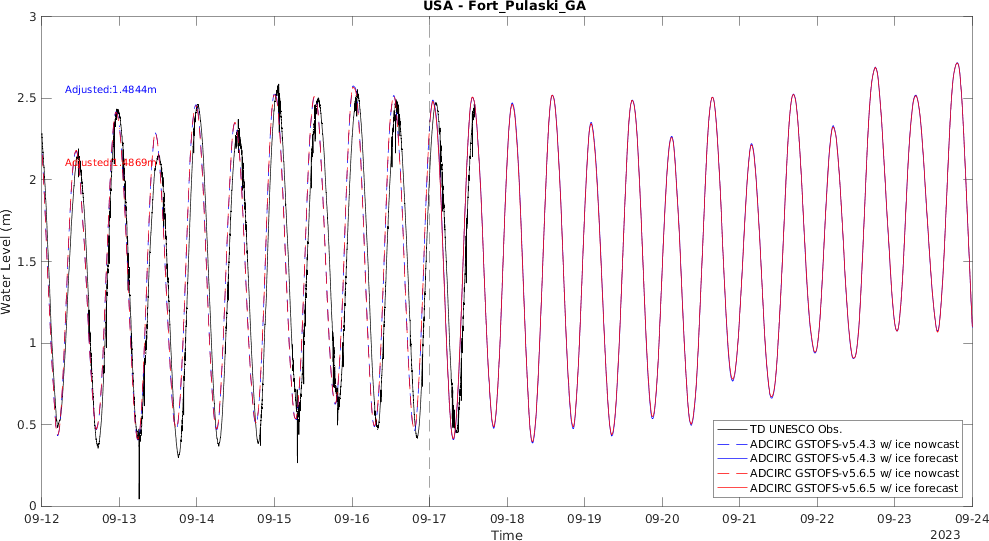 USA - Fort_Pulaski_GA
3
2.5
2
1.5
1
0.5
0
Water Level (m)
Adjusted:1.4844m
Adjusted:1.4869m
TD UNESCO Obs.
ADCIRC GSTOFS-v5.4.3 w/ ice nowcast
ADCIRC GSTOFS-v5.4.3 w/ ice forecast
ADCIRC GSTOFS-v5.6.5 w/ ice nowcast
ADCIRC GSTOFS-v5.6.5 w/ ice forecast
09-12 09-13 09-14 09-15 09-16 09-17 09-18 09-19 09-20 09-21 09-22 09-23 09-24
Time
2023